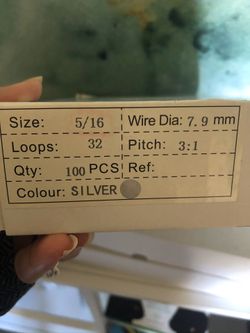 Size: 5/16 Wire Dia: 7.9 mm
Loops: 32 Pitch: 3:1
Qty: 100 PCS Ref:
Colour: SILVER